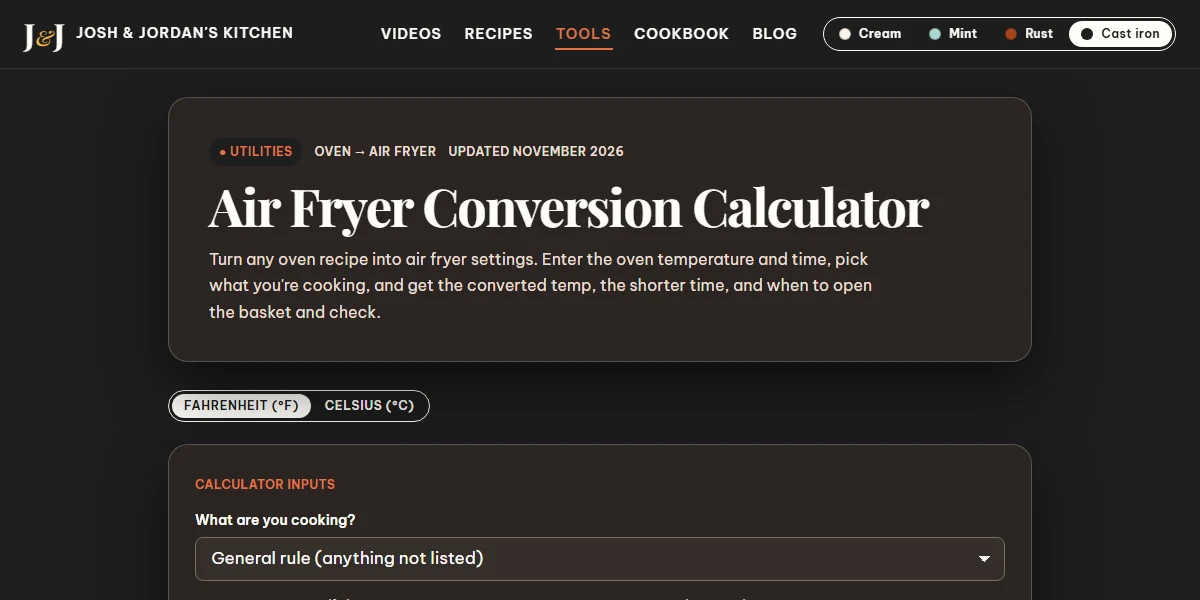 J&J JOSH & JORDAN'S KITCHEN VIDEOS RECIPES TOOLS COOKBOOK BLOG Cream Mint Rust Cast iron
• UTILITIES OVEN → AIR FRYER UPDATED NOVEMBER 2026
Air Fryer Conversion Calculator
Turn any oven recipe into air fryer settings. Enter the oven temperature and time, pick
what you're cooking, and get the converted temp, the shorter time, and when to open
the basket and check.
FAHRENHEIT (°F) CELSIUS (°C)
CALCULATOR INPUTS
What are you cooking?
General rule (anything not listed)